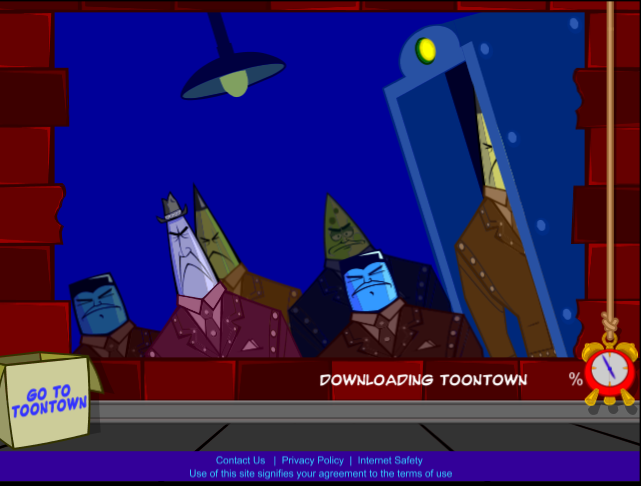 DOWNLOADING TOONTOWN %
GO TO
TOONTOWN
Contact Us | Privacy Policy | Internet Safety
Use of this site signifies your agreement to the terms of use